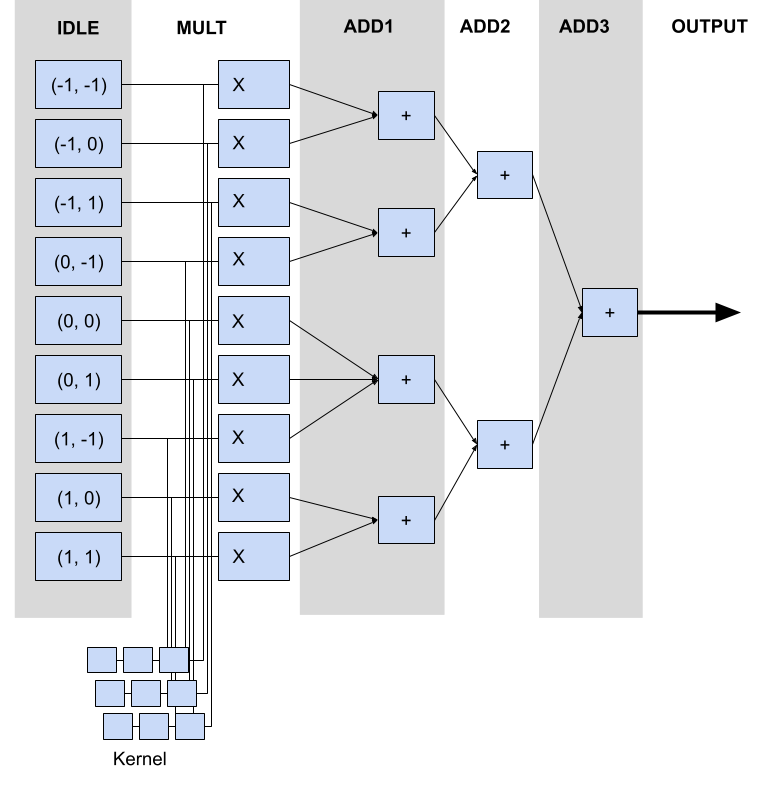 IDLE MULT ADD1 ADD2 ADD3 OUTPUT
(-1, -1) X
+
(-1, 0) X
+
(-1, 1) X
+
(0, -1) X
+
(0, 0) X
(0, 1) X +
(1, -1) X
+
(1, 0) X
+
(1, 1) X
Kernel